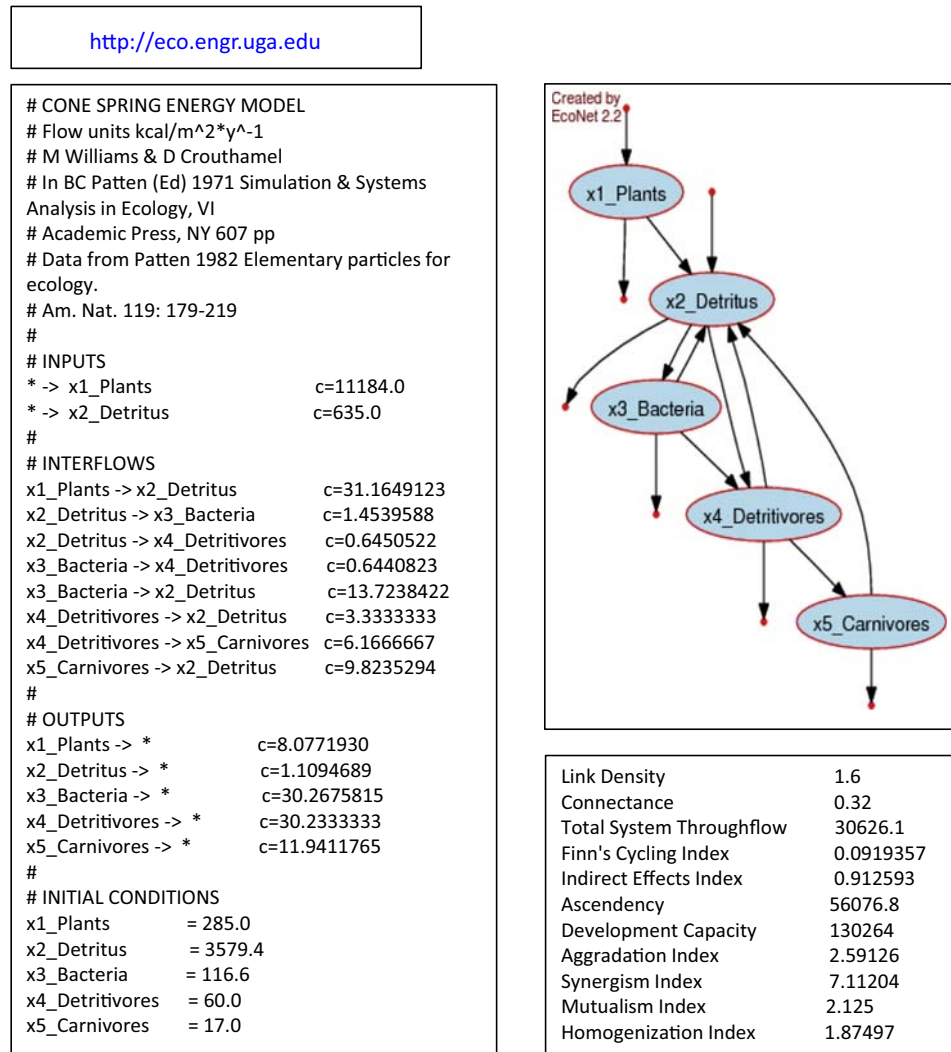 http://eco.engr.uga.edu
# CONE SPRING ENERGY MODEL
# Flow units kcal/m^2*y^-1
# M Williams & D Crouthamel
# In BC Patten (Ed) 1971 Simulation & Systems
Analysis in Ecology, VI
# Academic Press, NY 607 pp
# Data from Patten 1982 Elementary particles for
ecology.
# Am. Nat. 119: 179-219
#
# INPUTS
* -> x1_Plants c=11184.0
* -> x2_Detritus c=635.0
#
# INTERFLOWS
x1_Plants -> x2_Detritus c=31.1649123
x2_Detritus -> x3_Bacteria c=1.4539588
x2_Detritus -> x4_Detritivores c=0.6450522
x3_Bacteria -> x4_Detritivores c=0.6440823
x3_Bacteria -> x2_Detritus c=13.7238422
x4_Detritivores -> x2_Detritus c=3.3333333
x4_Detritivores -> x5_Carnivores c=6.1666667
x5_Carnivores -> x2_Detritus c=9.8235294
#
# OUTPUTS
x1_Plants -> * c=8.0771930
x2_Detritus -> * c=1.1094689
x3_Bacteria -> * c=30.2675815
x4_Detritivores -> * c=30.2333333
x5_Carnivores -> * c=11.9411765
#
# INITIAL CONDITIONS
x1_Plants = 285.0
x2_Detritus = 3579.4
x3_Bacteria = 116.6
x4_Detritivores = 60.0
x5_Carnivores = 17.0
Created by
EcoNet 2.2
x1_Plants
x2_Detritus
x3_Bacteria
x4_Detritivores
x5_Carnivores
Link Density 1.6
Connectance 0.32
Total System Throughflow 30626.1
Finn's Cycling Index 0.0919357
Indirect Effects Index 0.912593
Ascendency 56076.8
Development Capacity 130264
Aggradation Index 2.59126
Synergism Index 7.11204
Mutualism Index 2.125
Homogenization Index 1.87497